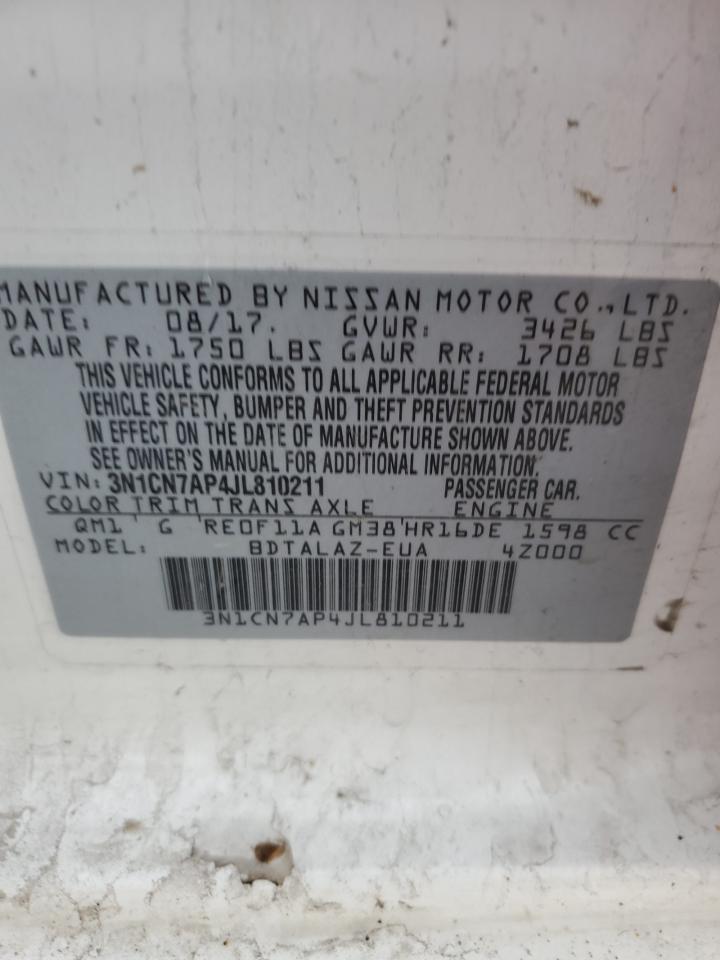 MANUFACTURED BY NISSAN MOTOR CO.,LTD.
DATE: 08/17. GVWR: 3426 LBS
GAWR FR: 1750 LBS GAWR RR: 1708 LBS
THIS VEHICLE CONFORMS TO ALL APPLICABLE FEDERAL MOTOR
VEHICLE SAFETY, BUMPER AND THEFT PREVENTION STANDARDS
IN EFFECT ON THE DATE OF MANUFACTURE SHOWN ABOVE.
SEE OWNER'S MANUAL FOR ADDITIONAL INFORMATION.
VIN: 3N1CN7AP4JL810211 PASSENGER CAR.
COLOR TRIM TRANS AXLE ENGINE
QM1 G RE0F11A GM38 HR16DE 1598 CC
MODEL: BDTALAZ-EUA 4Z000
3N1CN7AP4JL810211